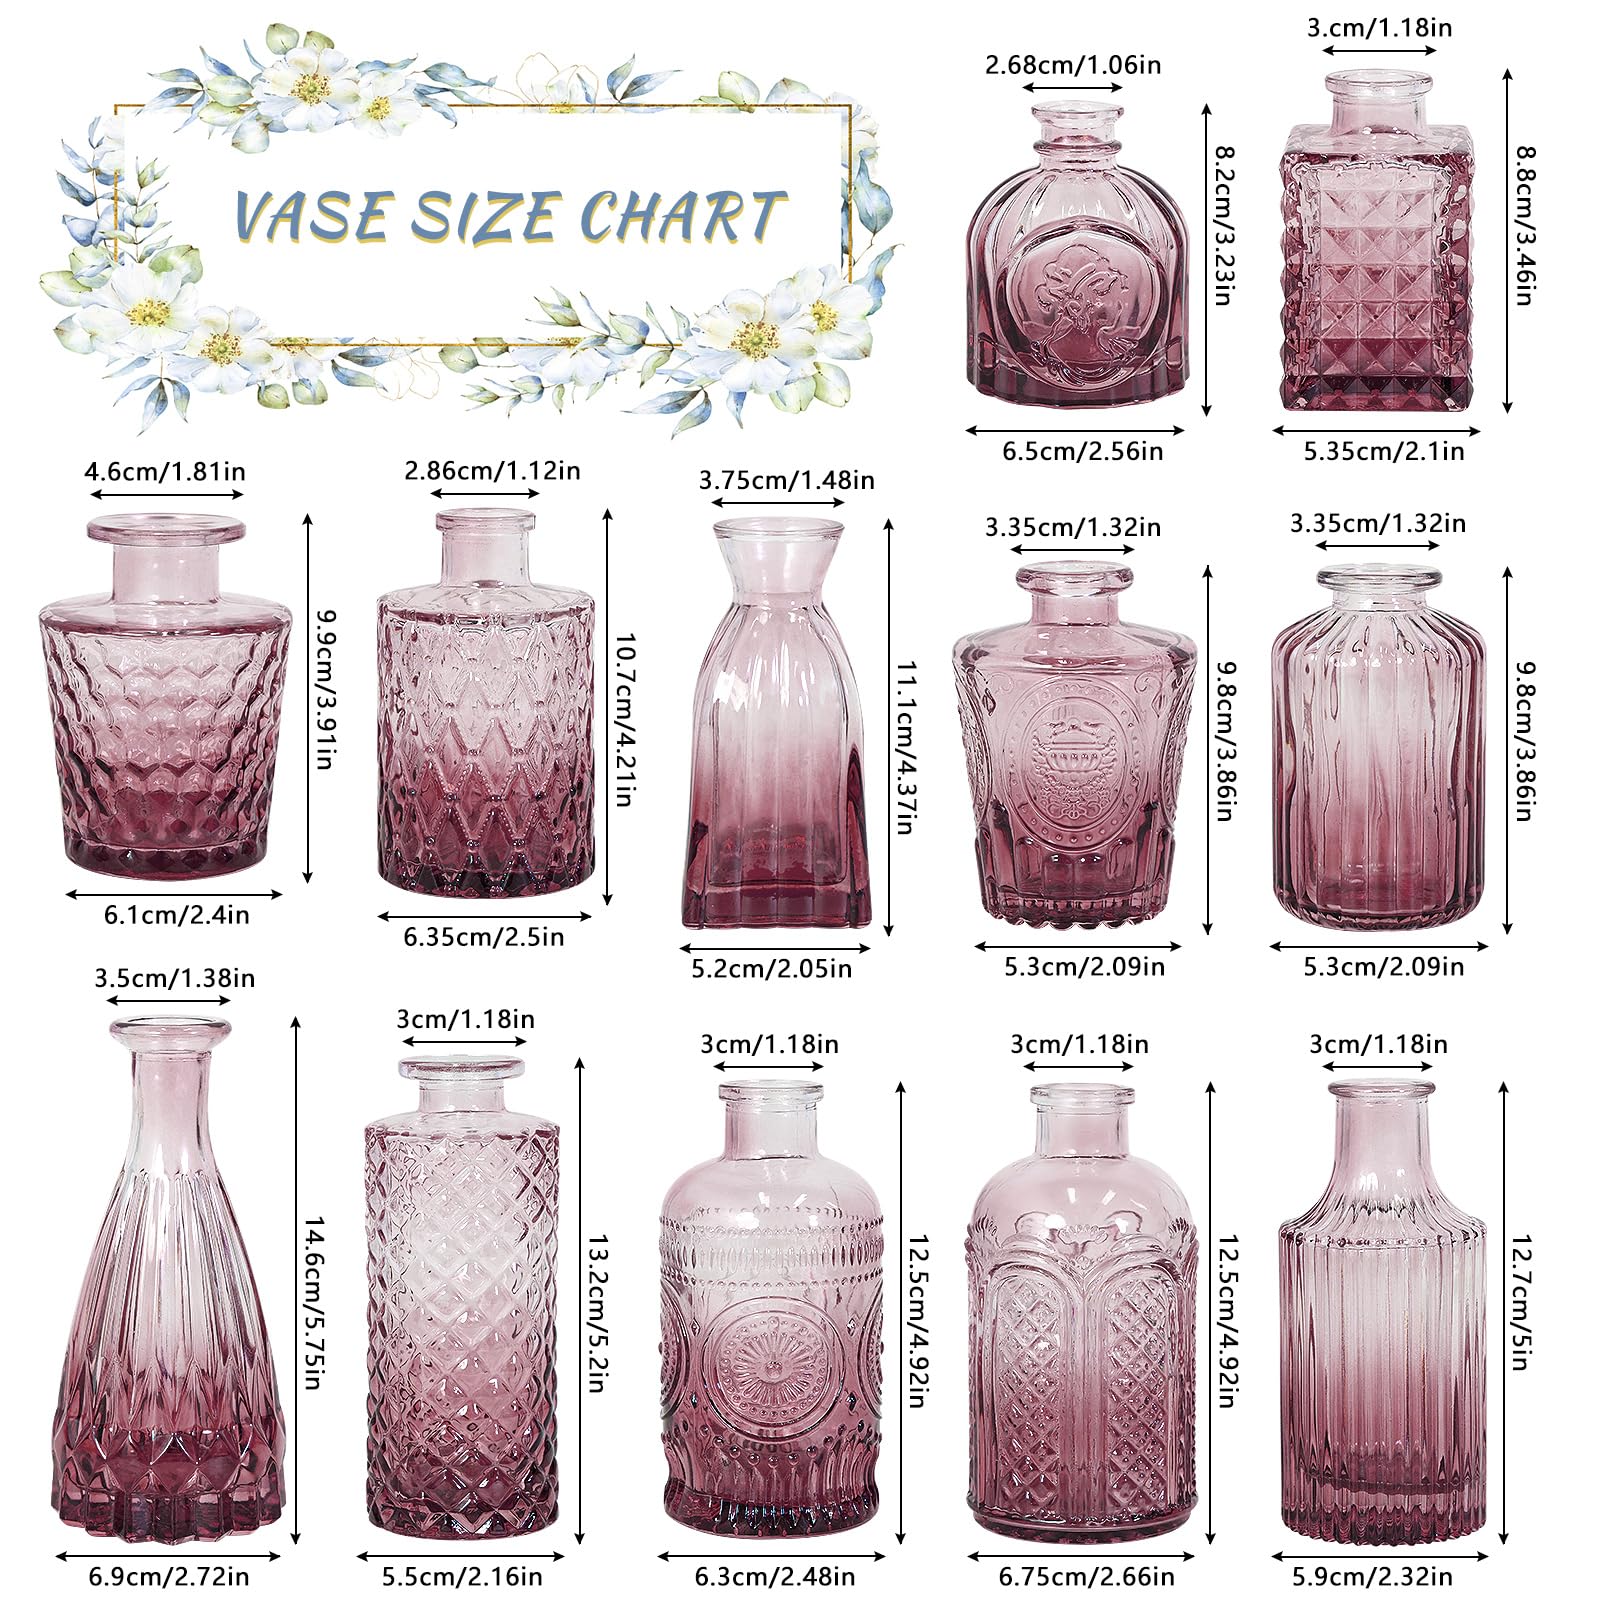 VASE SIZE CHART
2.68cm/1.06in
8.2cm/3.23in
6.5cm/2.56in
3.cm/1.18in
8.8cm/3.46in
5.35cm/2.1in
4.6cm/1.81in
9.9cm/3.91in
6.1cm/2.4in
2.86cm/1.12in
10.7cm/4.21in
6.35cm/2.5in
3.75cm/1.48in
11.1cm/4.37in
5.2cm/2.05in
3.35cm/1.32in
9.8cm/3.86in
5.3cm/2.09in
3.35cm/1.32in
9.8cm/3.86in
5.3cm/2.09in
3.5cm/1.38in
14.6cm/5.75in
6.9cm/2.72in
3cm/1.18in
13.2cm/5.2in
5.5cm/2.16in
3cm/1.18in
12.5cm/4.92in
6.3cm/2.48in
3cm/1.18in
12.5cm/4.92in
6.75cm/2.66in
3cm/1.18in
12.7cm/5in
5.9cm/2.32in